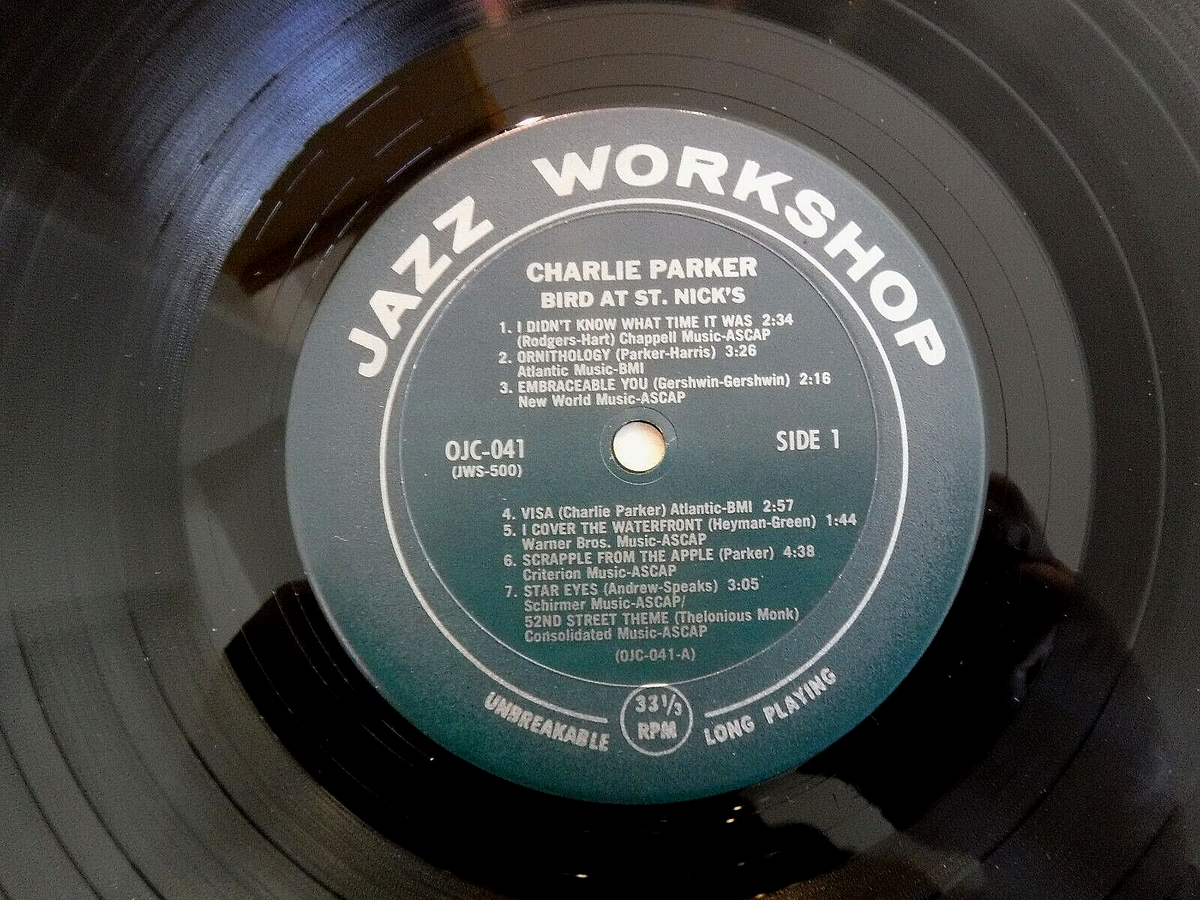 JAZZ WORKSHOP
CHARLIE PARKER
BIRD AT ST. NICK'S
1. I DIDN'T KNOW WHAT TIME IT WAS 2:34
(Rodgers-Hart) Chappell Music-ASCAP
2. ORNITHOLOGY (Parker-Harris) 3:26
Atlantic Music-BMI
3. EMBRACEABLE YOU (Gershwin-Gershwin) 2:16
New World Music-ASCAP
OJC-041
(JWS-500)
SIDE 1
4. VISA (Charlie Parker) Atlantic-BMI 2:57
5. I COVER THE WATERFRONT (Heyman-Green) 1:44
Warner Bros. Music-ASCAP
6. SCRAPPLE FROM THE APPLE (Parker) 4:38
Criterion Music-ASCAP
7. STAR EYES (Andrew-Speaks) 3:05
Schirmer Music-ASCAP/
52ND STREET THEME (Thelonious Monk)
Consolidated Music-ASCAP
(OJC-041-A)
UNBREAKABLE
33 1/3
RPM
LONG PLAYING